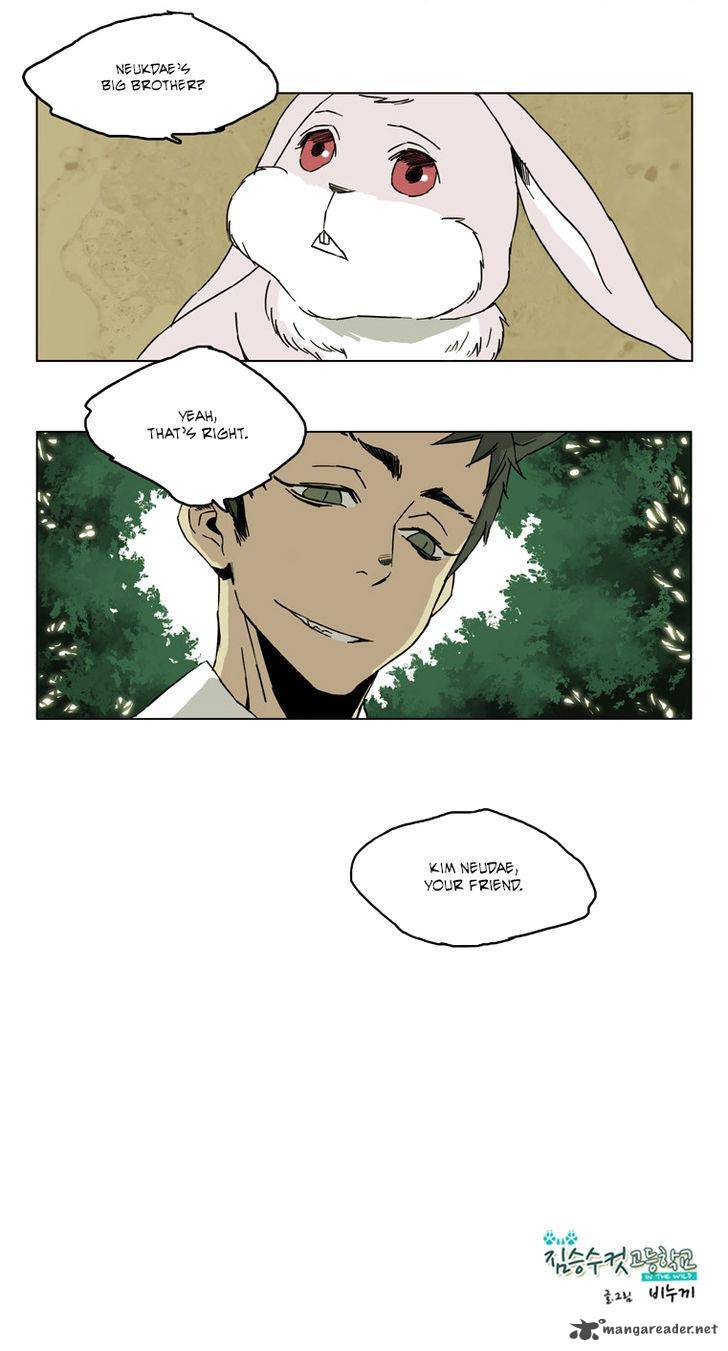 NEUKDAE'S
BIG BROTHER?
YEAH,
THAT'S RIGHT.
KIM NEUDAE,
YOUR FRIEND.
짐승수컷고등학교
IN THE WILD
글.그림 비누끼
mangareader.net